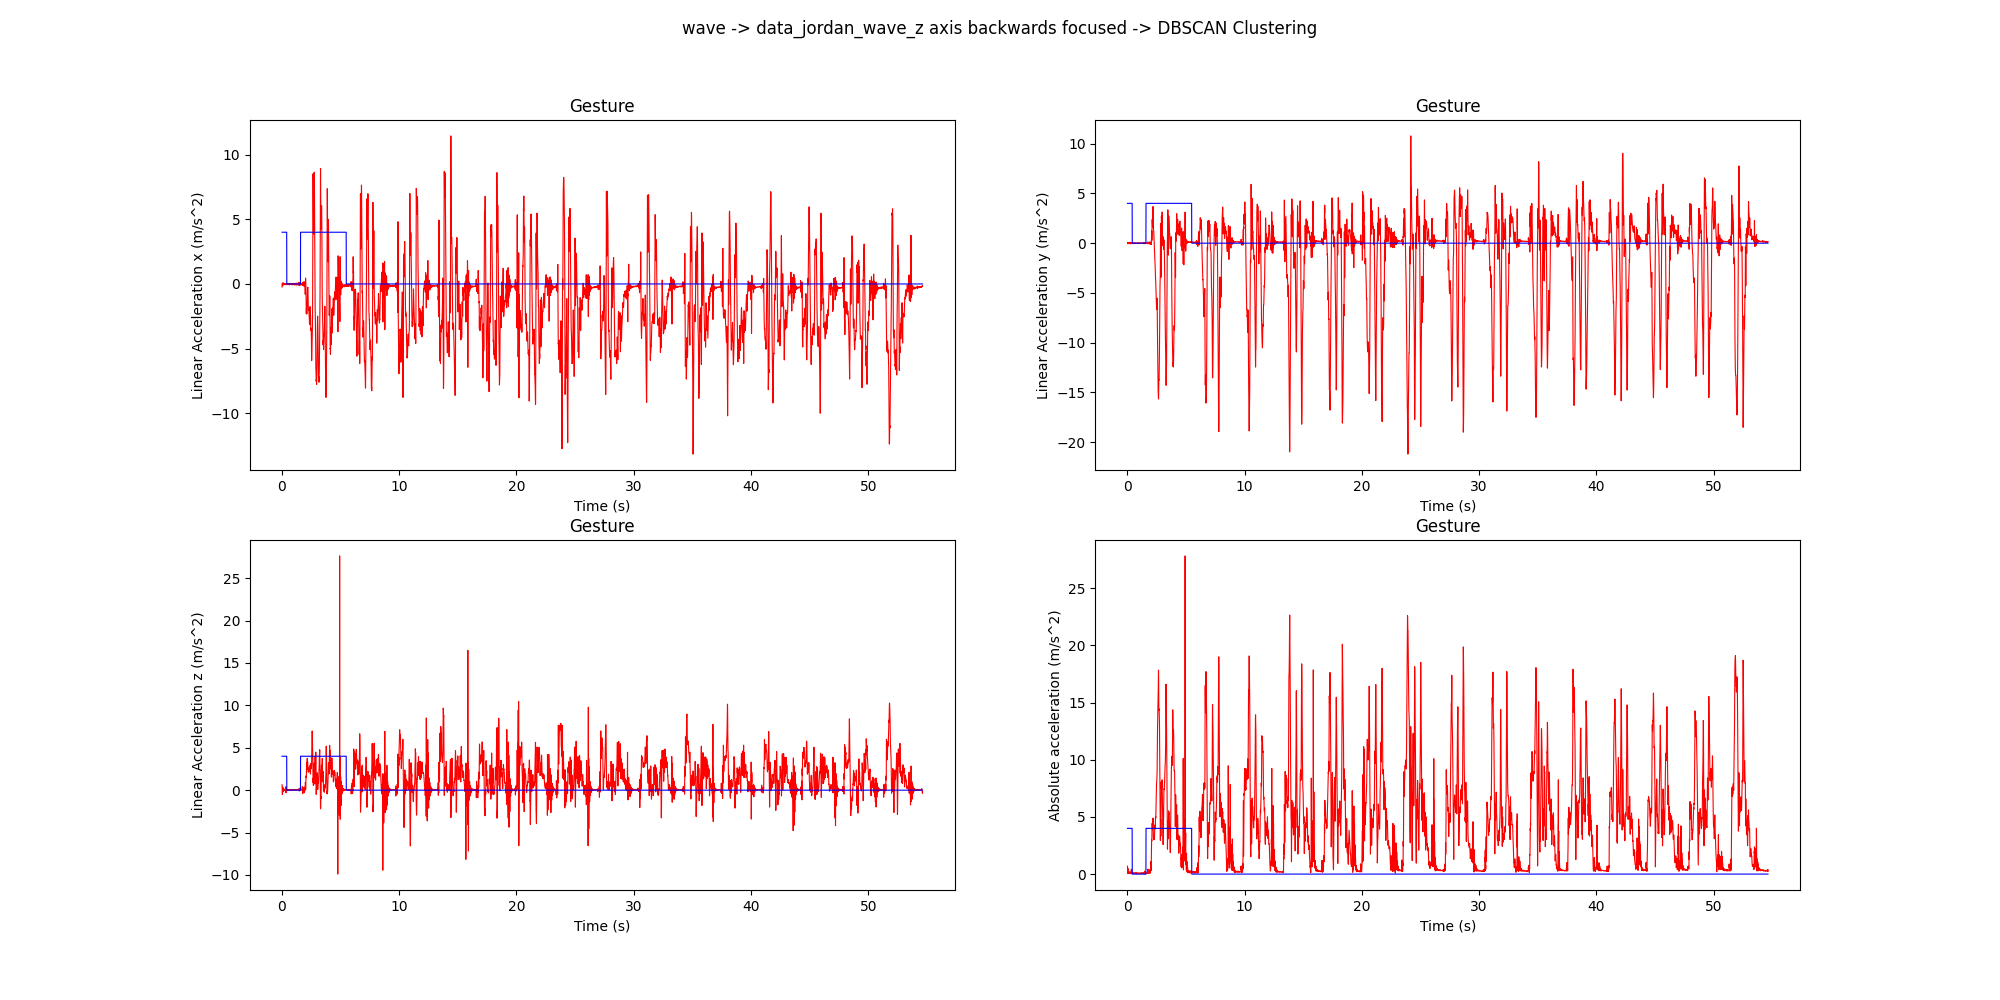 wave -> data_jordan_wave_z axis backwards focused -> DBSCAN Clustering
Gesture
Linear Acceleration x (m/s^2)
10
5
0
−5
−10
0 10 20 30 40 50
Time (s)
Gesture
Linear Acceleration y (m/s^2)
10
5
0
−5
−10
−15
−20
0 10 20 30 40 50
Time (s)
Gesture
Linear Acceleration z (m/s^2)
25
20
15
10
5
0
−5
−10
0 10 20 30 40 50
Time (s)
Gesture
Absolute acceleration (m/s^2)
25
20
15
10
5
0
0 10 20 30 40 50
Time (s)